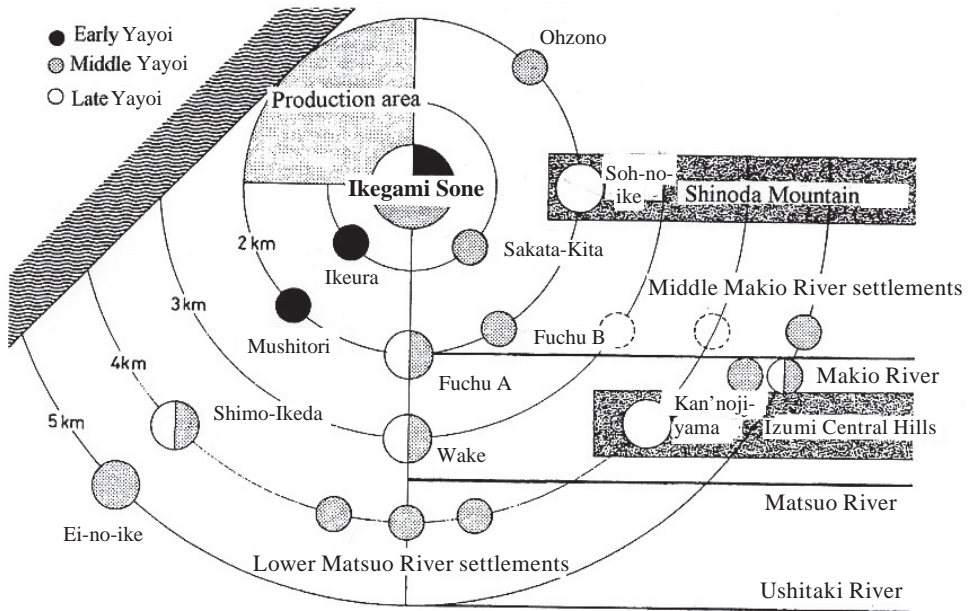 Early Yayoi
Middle Yayoi
Late Yayoi
Ohzono
Production area
Ikegami Sone
Soh-no-
ike
Shinoda Mountain
2 km
Ikeura
Sakata-Kita
3 km
Middle Makio River settlements
Mushitori
Fuchu B
4 km
Fuchu A
Makio River
Shimo-Ikeda
Kan'noji-
yama
Izumi Central Hills
5 km
Wake
Matsuo River
Ei-no-ike
Lower Matsuo River settlements
Ushitaki River